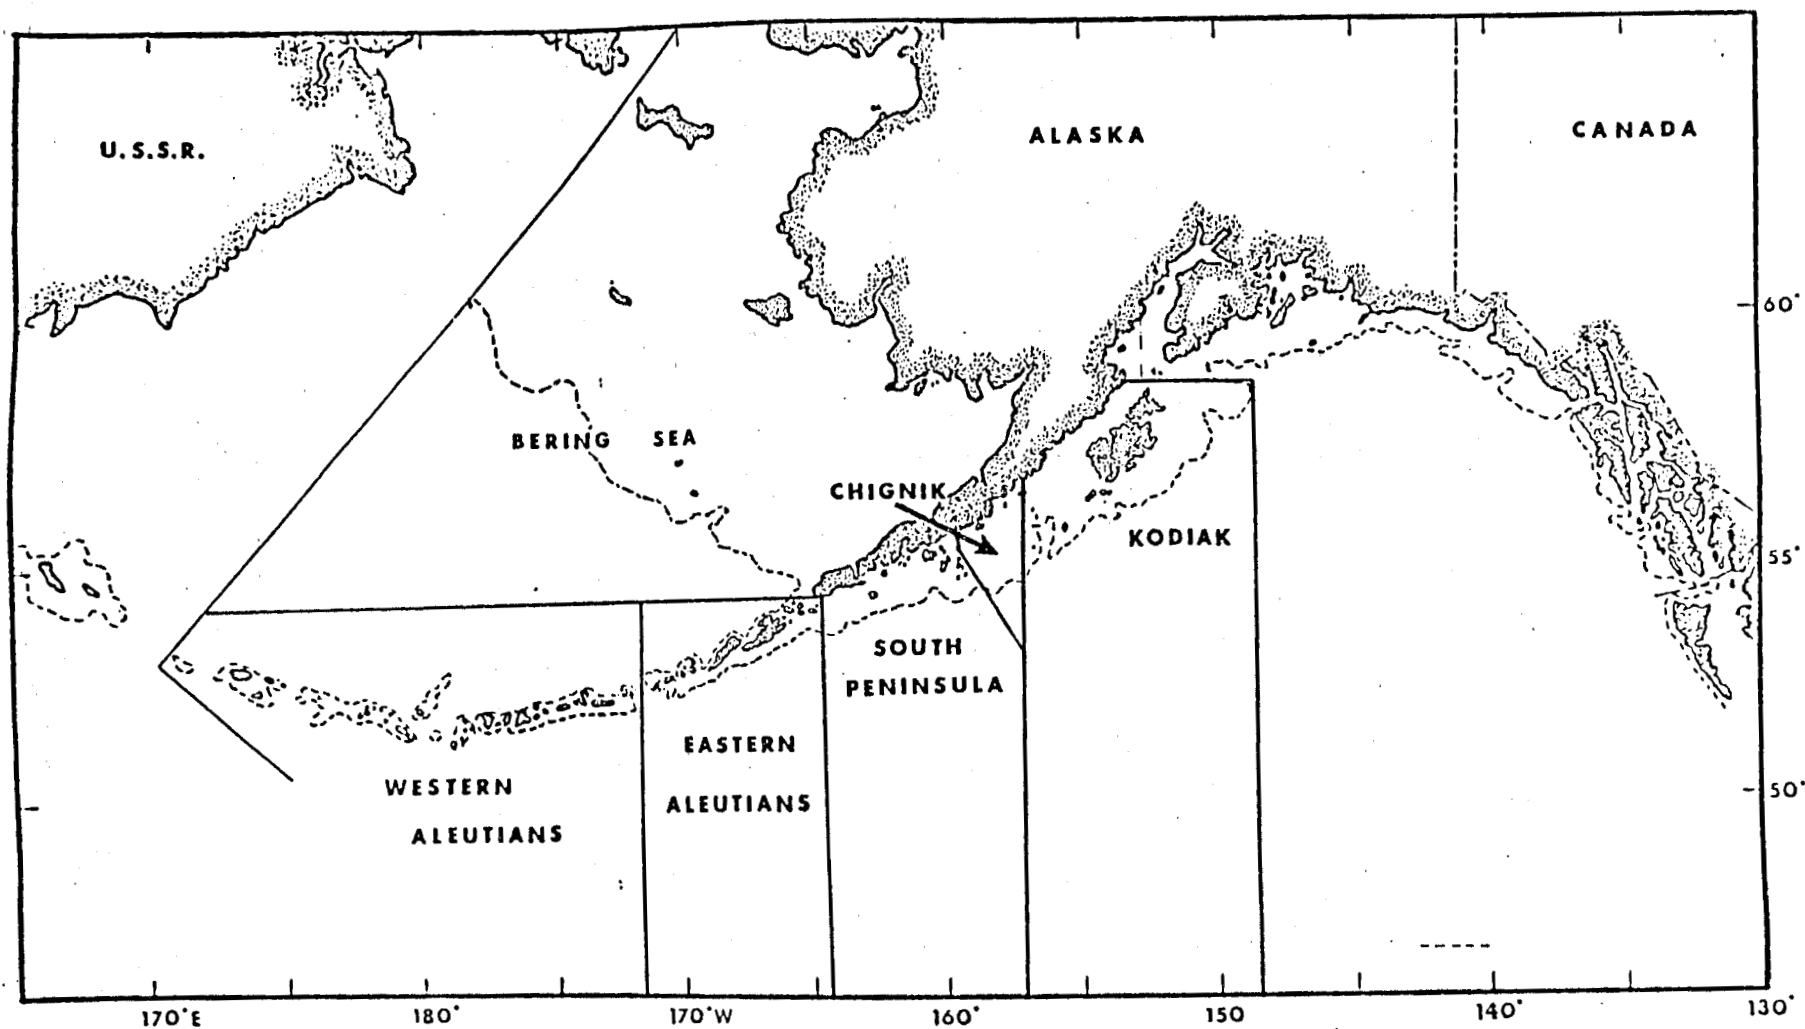 U.S.S.R.
ALASKA
CANADA
60°
BERING SEA
CHIGNIK
KODIAK
55°
SOUTH
PENINSULA
EASTERN
ALEUTIANS
WESTERN
ALEUTIANS
50°
170°E
180°
170°W
160°
150°
140°
130°